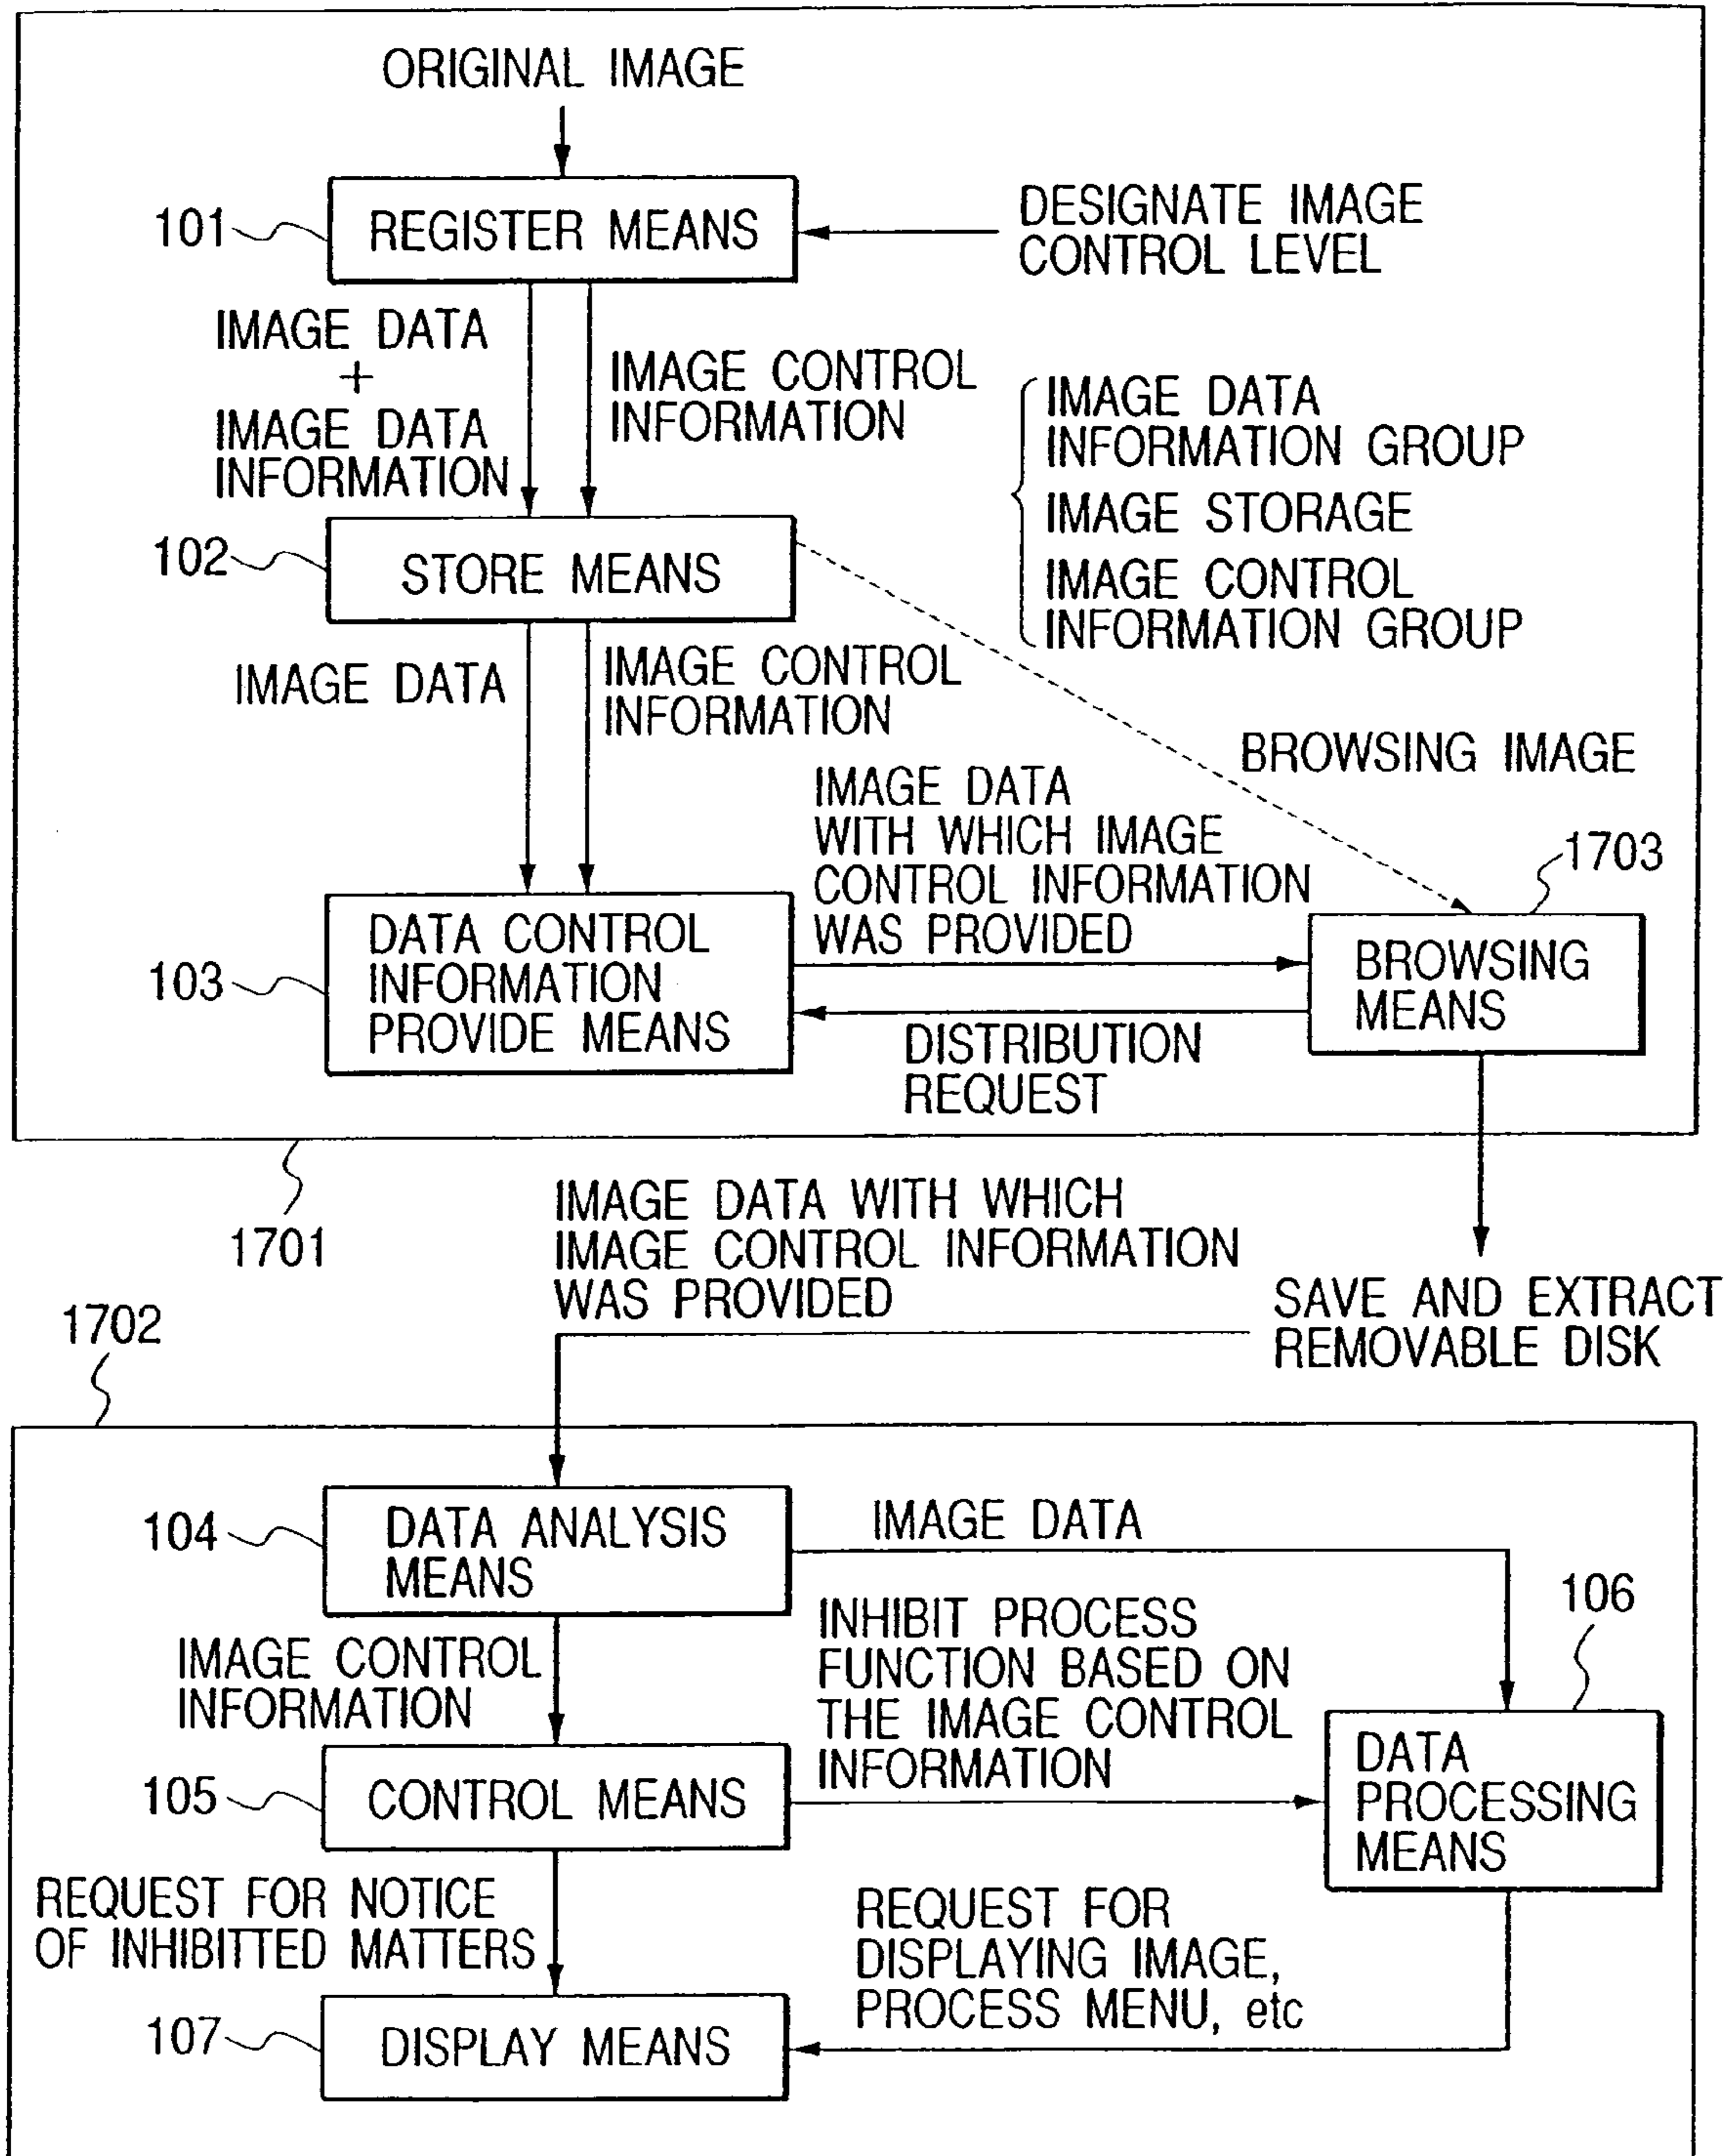 ORIGINAL IMAGE
101
REGISTER MEANS
DESIGNATE IMAGE
CONTROL LEVEL
IMAGE DATA
+
IMAGE DATA
INFORMATION
IMAGE CONTROL
INFORMATION
IMAGE DATA
INFORMATION GROUP
IMAGE STORAGE
IMAGE CONTROL
INFORMATION GROUP
102
STORE MEANS
IMAGE DATA
IMAGE CONTROL
INFORMATION
BROWSING IMAGE
IMAGE DATA
WITH WHICH IMAGE
CONTROL INFORMATION
WAS PROVIDED
1703
103
DATA CONTROL
INFORMATION
PROVIDE MEANS
BROWSING
MEANS
DISTRIBUTION
REQUEST
1701
IMAGE DATA WITH WHICH
IMAGE CONTROL INFORMATION
WAS PROVIDED
SAVE AND EXTRACT
REMOVABLE DISK
1702
104
DATA ANALYSIS
MEANS
IMAGE DATA
106
IMAGE CONTROL
INFORMATION
INHIBIT PROCESS
FUNCTION BASED ON
THE IMAGE CONTROL
INFORMATION
105
CONTROL MEANS
DATA
PROCESSING
MEANS
REQUEST FOR NOTICE
OF INHIBITTED MATTERS
REQUEST FOR
DISPLAYING IMAGE,
PROCESS MENU, etc
107
DISPLAY MEANS